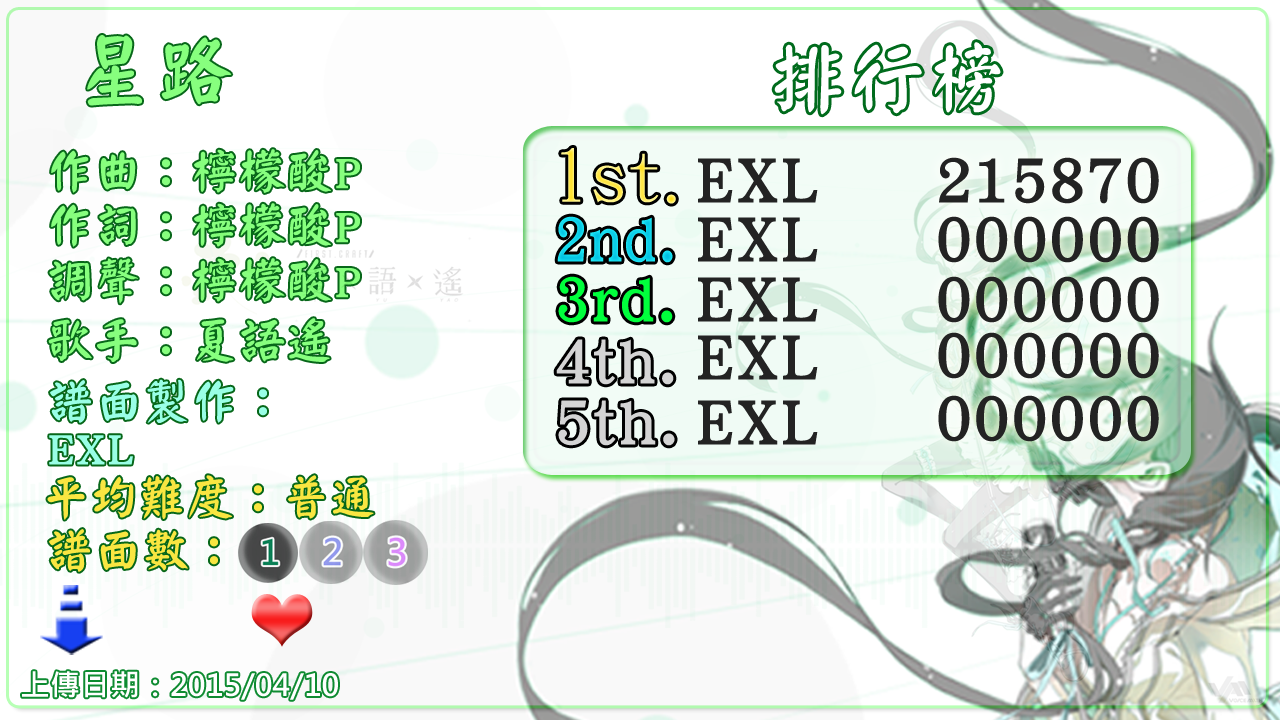 星路
作曲：檸檬酸P
作詞：檸檬酸P
調聲：檸檬酸P
歌手：夏語遙
譜面製作：
EXL
平均難度：普通
譜面數：1 2 3
上傳日期：2015/04/10
語×遙
排行榜
1st. EXL 215870
2nd. EXL 000000
3rd. EXL 000000
4th. EXL 000000
5th. EXL 000000